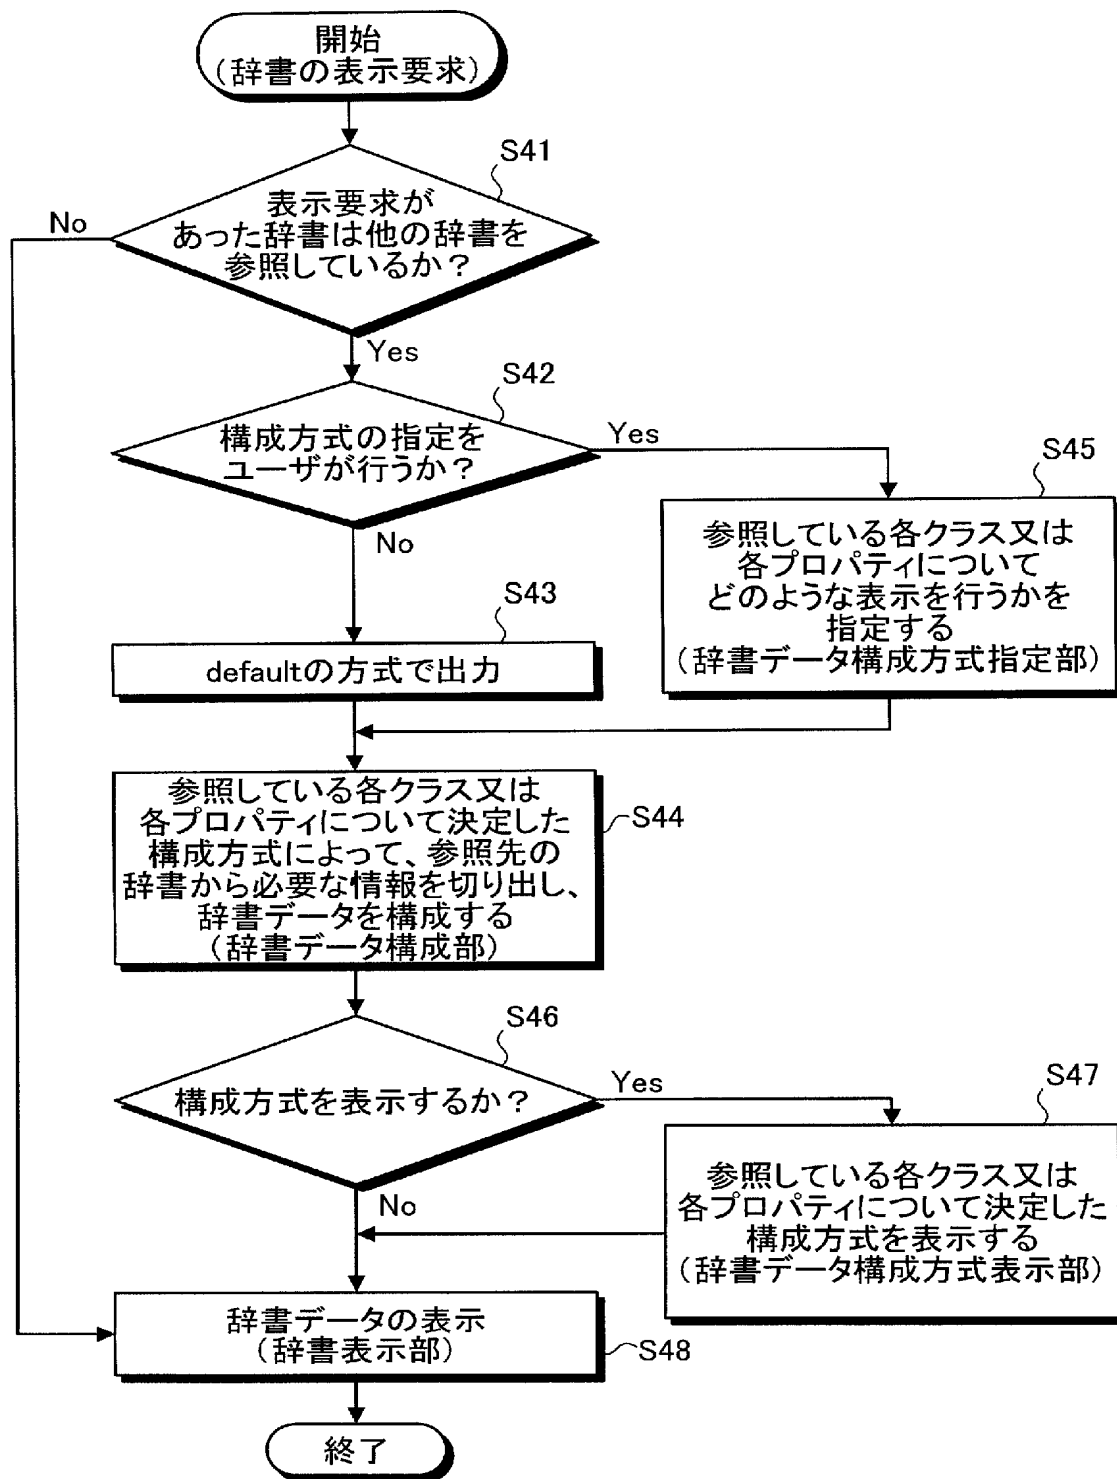 開始
(辞書の表示要求)
S41
表示要求が
あった辞書は他の辞書を
参照しているか？
No
Yes
S42
構成方式の指定を
ユーザが行うか？
Yes
No
S45
参照している各クラス又は
各プロパティについて
どのような表示を行うかを
指定する
(辞書データ構成方式指定部)
S43
defaultの方式で出力
参照している各クラス又は
各プロパティについて決定した
構成方式によって、参照先の
辞書から必要な情報を切り出し、
辞書データを構成する
(辞書データ構成部)
S44
S46
構成方式を表示するか？
Yes
No
S47
参照している各クラス又は
各プロパティについて決定した
構成方式を表示する
(辞書データ構成方式表示部)
辞書データの表示
(辞書表示部)
S48
終了